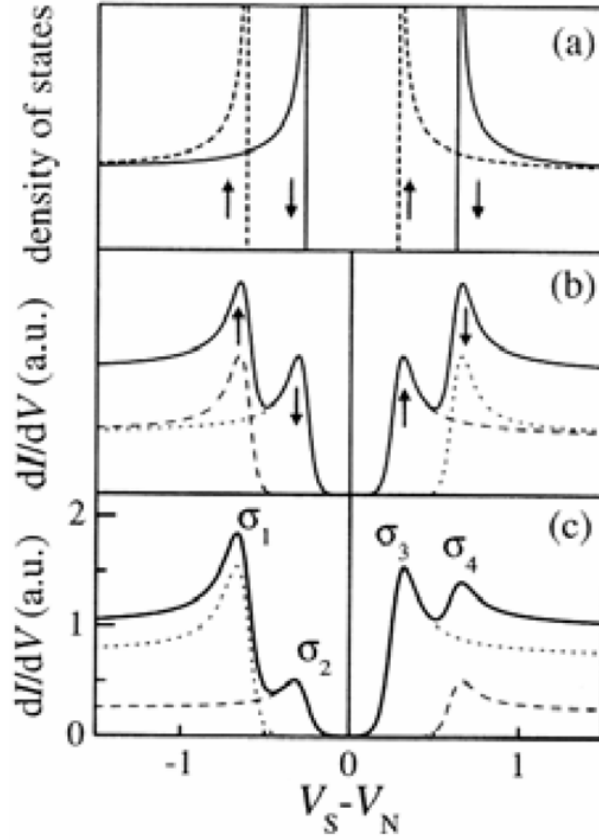 density of states
(a)
↑ ↓ ↑ ↓
dI/dV (a.u.)
(b)
↑ ↓ ↑ ↓
dI/dV (a.u.)
(c)
2
1
0
σ1
σ2
σ3
σ4
-1 0 1
VS-VN